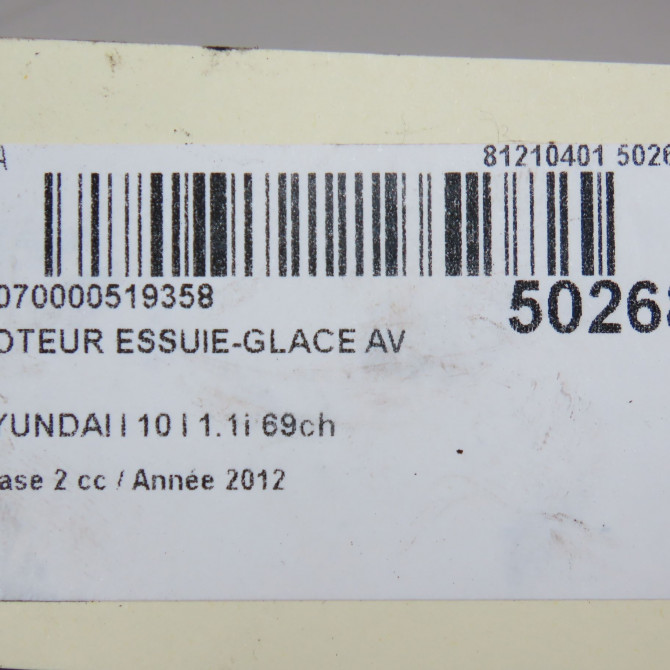 A 81210401 5026
070000519358
50268
OTEUR ESSUIE-GLACE AV
YUNDAI I 10 I 1.1i 69ch
ase 2 cc / Année 2012